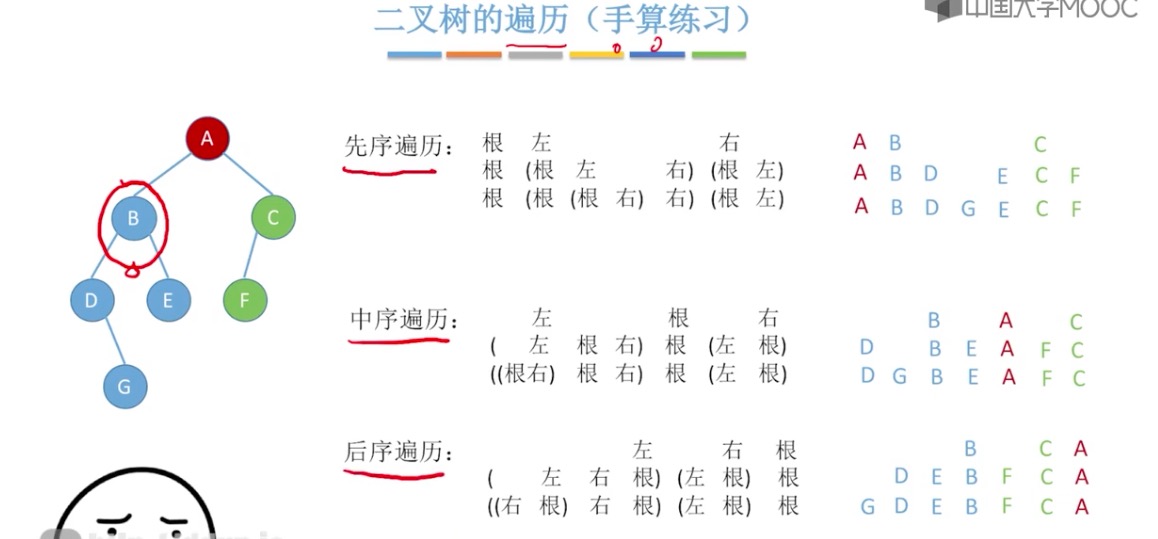 中国大学MOOC
二叉树的遍历（手算练习）
A
B C
D E F
G
先序遍历： 根 左 右 A B C
根 (根 左 右) (根 左) A B D E C F
根 (根 (根 右) 右) (根 左) A B D G E C F
中序遍历： 左 根 右 B A C
( 左 根 右) 根 (左 根) D B E A F C
((根右) 根 右) 根 (左 根) D G B E A F C
后序遍历： 左 右 根 B C A
( 左 右 根) (左 根) 根 D E B F C A
((右 根) 右 根) (左 根) 根 G D E B F C A